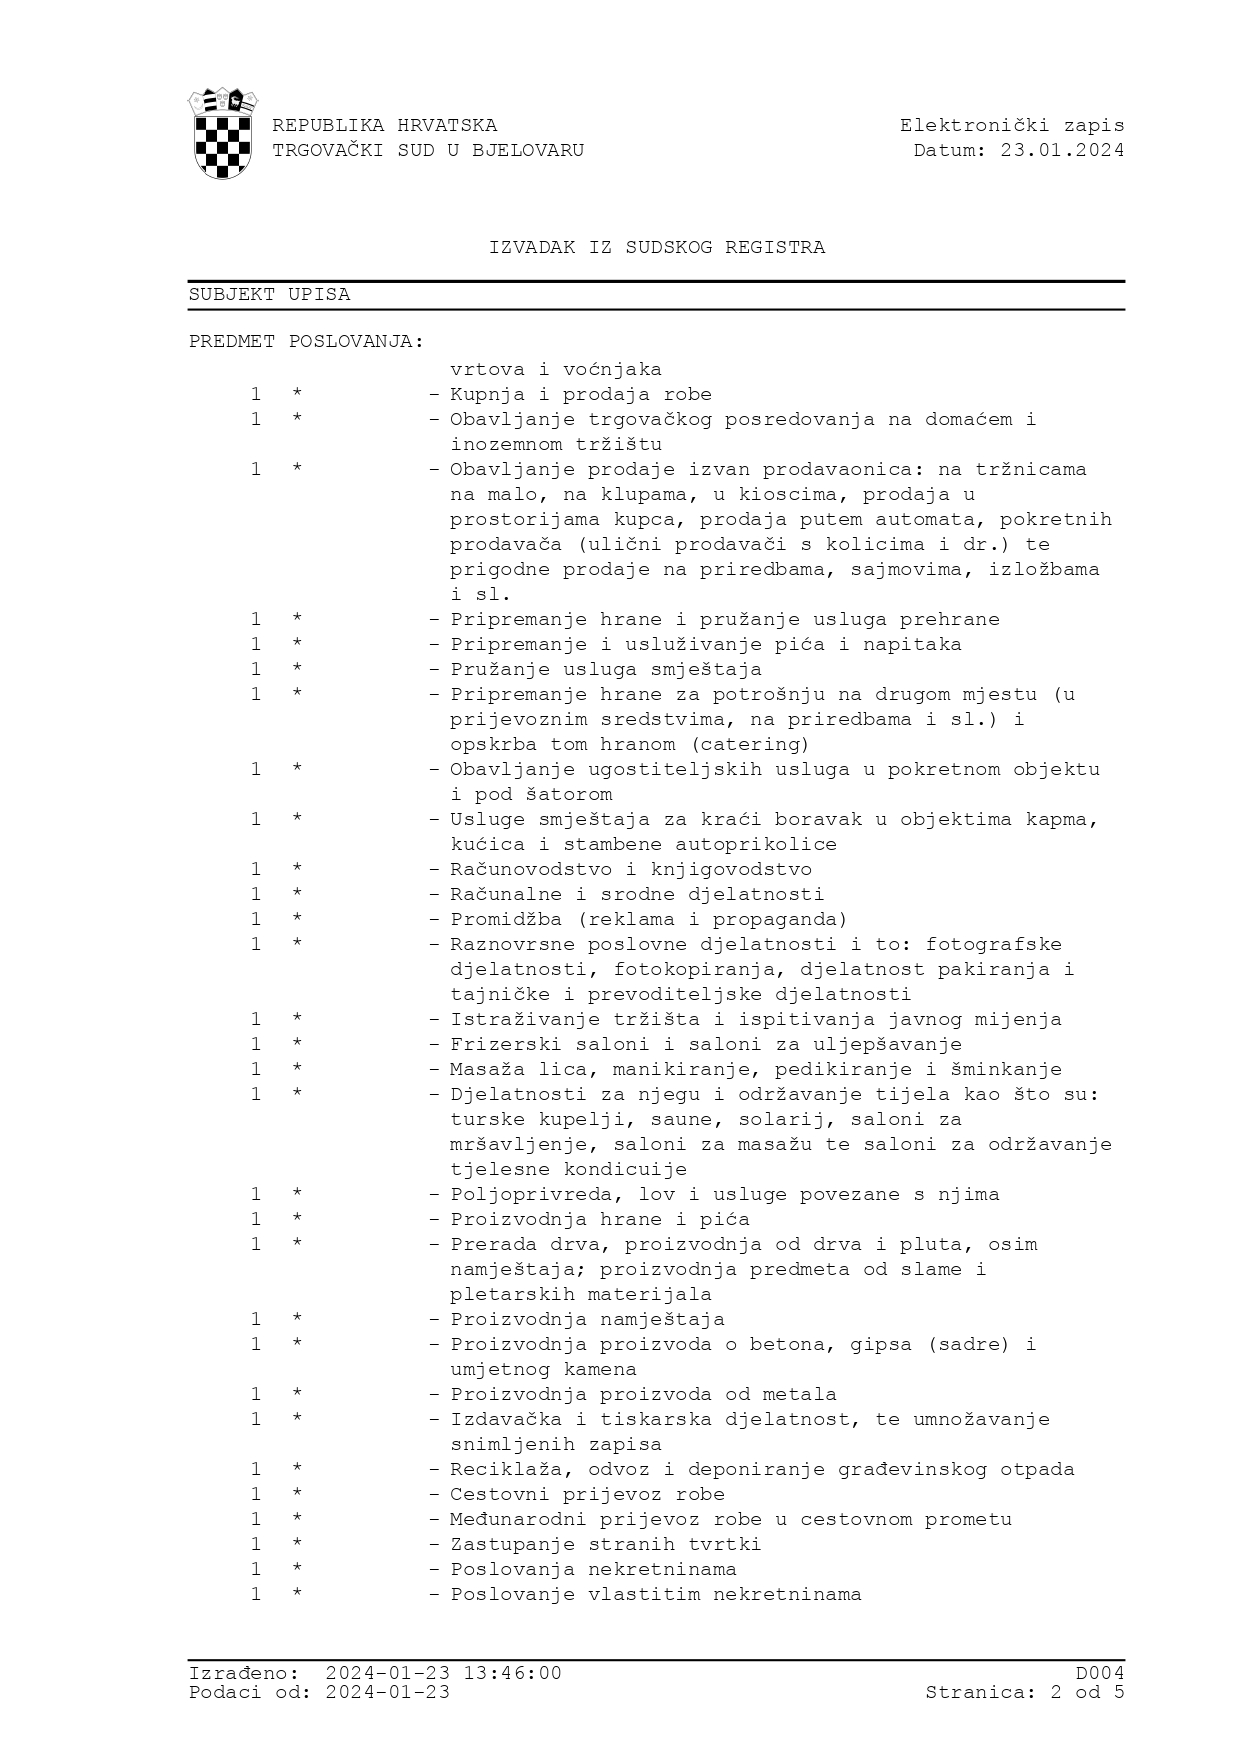 REPUBLIKA HRVATSKA Elektronički zapis
TRGOVAČKI SUD U BJELOVARU Datum: 23.01.2024
IZVADAK IZ SUDSKOG REGISTRA
SUBJEKT UPISA
PREDMET POSLOVANJA:
vrtova i voćnjaka
1 * - Kupnja i prodaja robe
1 * - Obavljanje trgovačkog posredovanja na domaćem i
inozemnom tržištu
1 * - Obavljanje prodaje izvan prodavaonica: na tržnicama
na malo, na klupama, u kioscima, prodaja u
prostorijama kupca, prodaja putem automata, pokretnih
prodavača (ulični prodavači s kolicima i dr.) te
prigodne prodaje na priredbama, sajmovima, izložbama
i sl.
1 * - Pripremanje hrane i pružanje usluga prehrane
1 * - Pripremanje i usluživanje pića i napitaka
1 * - Pružanje usluga smještaja
1 * - Pripremanje hrane za potrošnju na drugom mjestu (u
prijevoznim sredstvima, na priredbama i sl.) i
opskrba tom hranom (catering)
1 * - Obavljanje ugostiteljskih usluga u pokretnom objektu
i pod šatorom
1 * - Usluge smještaja za kraći boravak u objektima kapma,
kućica i stambene autoprikolice
1 * - Računovodstvo i knjigovodstvo
1 * - Računalne i srodne djelatnosti
1 * - Promidžba (reklama i propaganda)
1 * - Raznovrsne poslovne djelatnosti i to: fotografske
djelatnosti, fotokopiranja, djelatnost pakiranja i
tajničke i prevoditeljske djelatnosti
1 * - Istraživanje tržišta i ispitivanja javnog mijenja
1 * - Frizerski saloni i saloni za uljepšavanje
1 * - Masaža lica, manikiranje, pedikiranje i šminkanje
1 * - Djelatnosti za njegu i održavanje tijela kao što su:
turske kupelji, saune, solarij, saloni za
mršavljenje, saloni za masažu te saloni za održavanje
tjelesne kondicuije
1 * - Poljoprivreda, lov i usluge povezane s njima
1 * - Proizvodnja hrane i pića
1 * - Prerada drva, proizvodnja od drva i pluta, osim
namještaja; proizvodnja predmeta od slame i
pletarskih materijala
1 * - Proizvodnja namještaja
1 * - Proizvodnja proizvoda o betona, gipsa (sadre) i
umjetnog kamena
1 * - Proizvodnja proizvoda od metala
1 * - Izdavačka i tiskarska djelatnost, te umnožavanje
snimljenih zapisa
1 * - Reciklaža, odvoz i deponiranje građevinskog otpada
1 * - Cestovni prijevoz robe
1 * - Međunarodni prijevoz robe u cestovnom prometu
1 * - Zastupanje stranih tvrtki
1 * - Poslovanja nekretninama
1 * - Poslovanje vlastitim nekretninama
Izrađeno: 2024-01-23 13:46:00 D004
Podaci od: 2024-01-23 Stranica: 2 od 5